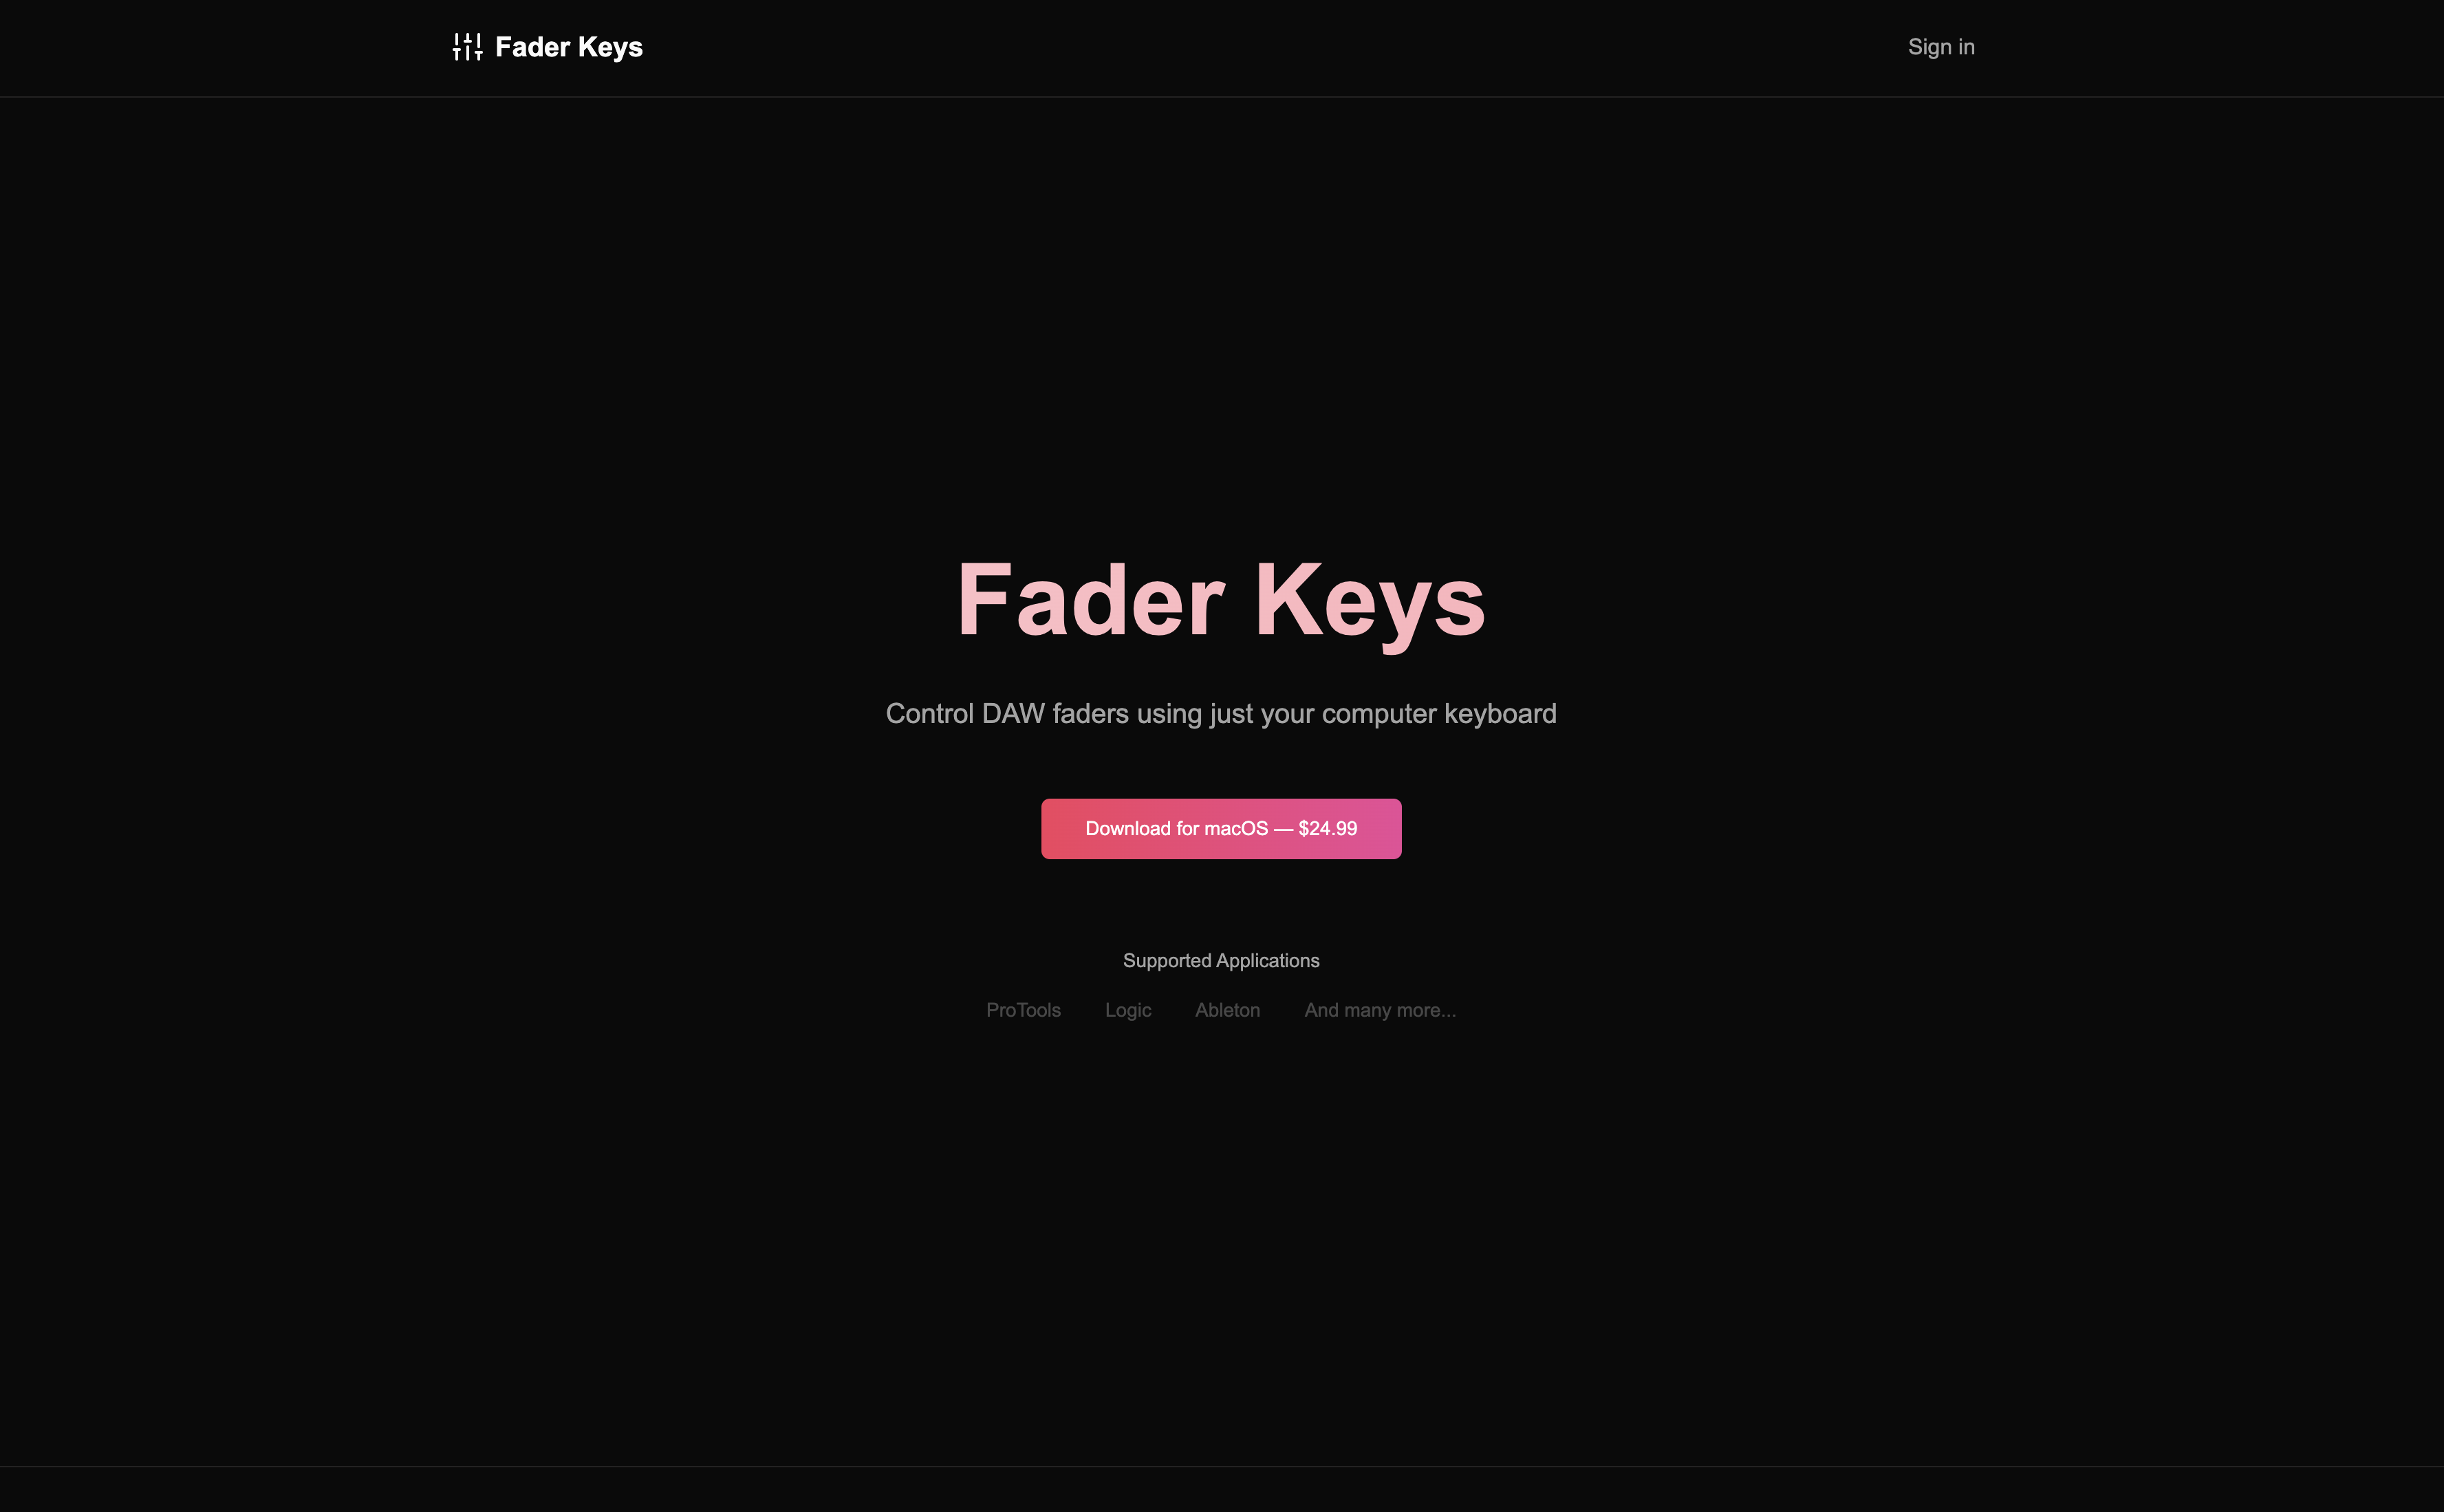 Fader Keys
Sign in
Fader Keys
Control DAW faders using just your computer keyboard
Download for macOS — $24.99
Supported Applications
ProTools Logic Ableton And many more...